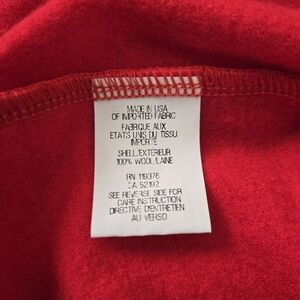 MADE IN USA
OF IMPORTED FABRIC
FABRIQUE AUX
ETATS UNIS DU TISSU
IMPORTE
SHELL/EXTERIEUR
100% WOOL/LAINE
RN 119376
CA 52192
SEE REVERSE SIDE FOR
CARE INSTRUCTION
DIRECTIVE D'ENTRETIEN
AU VERSO